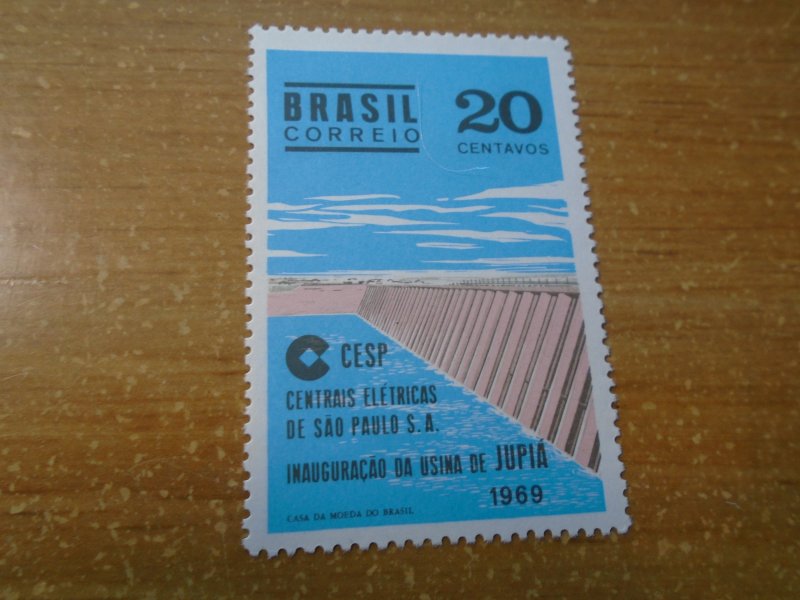 BRASIL
CORREIO
20
CENTAVOS
CESP
CENTRAIS ELÉTRICAS
DE SÃO PAULO S.A.
INAUGURAÇÃO DA USINA DE JUPIÁ
1969
CASA DA MOEDA DO BRASIL